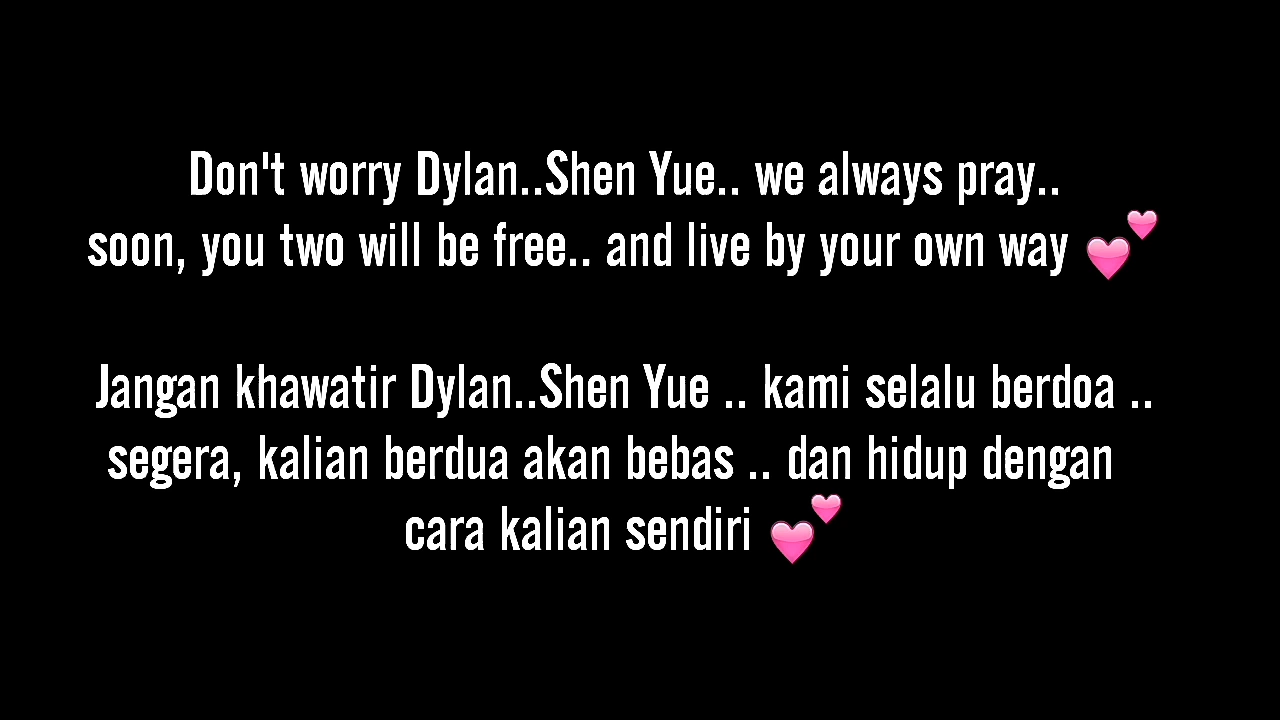 Don't worry Dylan..Shen Yue.. we always pray..
soon, you two will be free.. and live by your own way 💕
Jangan khawatir Dylan..Shen Yue .. kami selalu berdoa ..
segera, kalian berdua akan bebas .. dan hidup dengan
cara kalian sendiri 💕